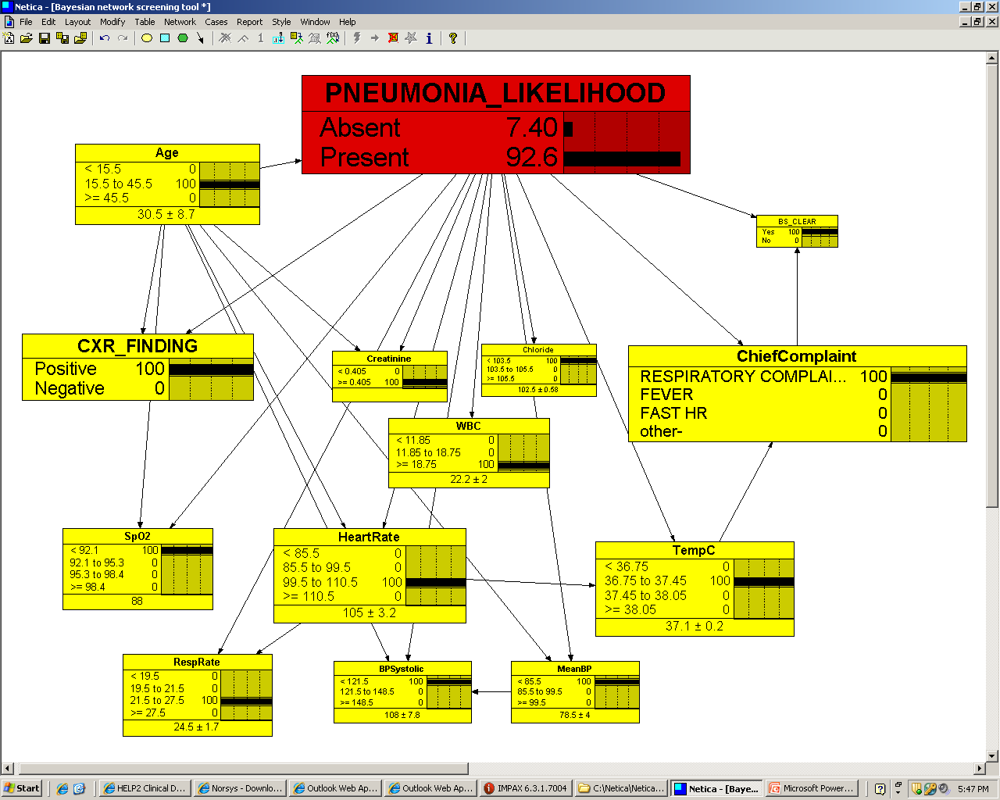 Netica - [Bayesian network screening tool *]
File Edit Layout Modify Table Network Cases Report Style Window Help
PNEUMONIA_LIKELIHOOD
Absent 7.40
Present 92.6
Age
< 15.5 0
15.5 to 45.5 100
>= 45.5 0
30.5 ± 8.7
BS_CLEAR
Yes 100
No 0
CXR_FINDING
Positive 100
Negative 0
Creatinine
< 0.405 0
>= 0.405 100
Chloride
< 103.5 100
103.5 to 105.5 0
>= 105.5 0
102.5 ± 0.58
ChiefComplaint
RESPIRATORY COMPLAI... 100
FEVER 0
FAST HR 0
other- 0
WBC
< 11.85 0
11.85 to 18.75 0
>= 18.75 100
22.2 ± 2
SpO2
< 92.1 100
92.1 to 95.3 0
95.3 to 98.4 0
>= 98.4 0
88
HeartRate
< 85.5 0
85.5 to 99.5 0
99.5 to 110.5 100
>= 110.5 0
105 ± 3.2
TempC
< 36.75 0
36.75 to 37.45 100
37.45 to 38.05 0
>= 38.05 0
37.1 ± 0.2
RespRate
< 19.5 0
19.5 to 21.5 0
21.5 to 27.5 100
>= 27.5 0
24.5 ± 1.7
BPSystolic
< 121.5 100
121.5 to 148.5 0
>= 148.5 0
108 ± 7.8
MeanBP
< 85.5 100
85.5 to 99.5 0
>= 99.5 0
78.5 ± 4
Start HELP2 Clinical D... Norsys - Downlo... Outlook Web Ap... Outlook Web Ap... IMPAX 6.3.1.7004 C:\Netica\Netica... Netica - [Baye... Microsoft Power... 5:47 PM